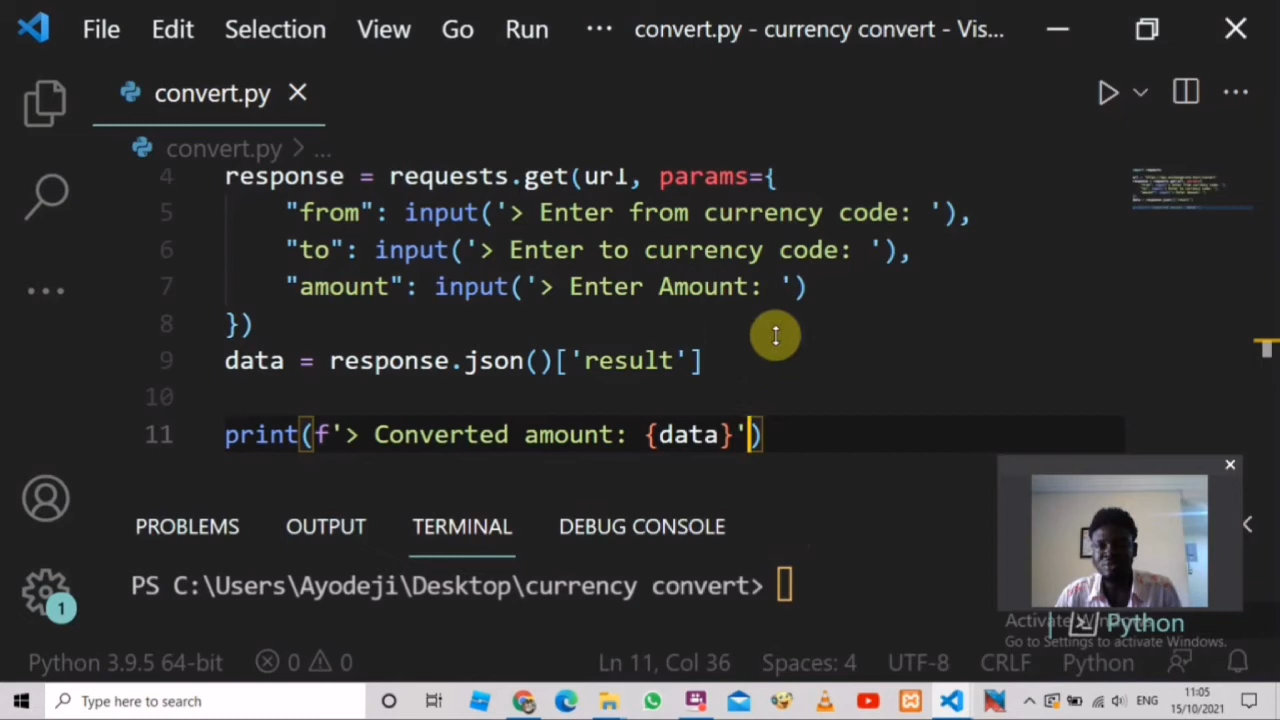 File Edit Selection View Go Run ··· convert.py - currency convert - Vis...
convert.py
convert.py > ...
4 response = requests.get(url, params={
5 "from": input('> Enter from currency code: '),
6 "to": input('> Enter to currency code: '),
7 "amount": input('> Enter Amount: ')
8 })
9 data = response.json()['result']
10
11 print(f'> Converted amount: {data}')
PROBLEMS OUTPUT TERMINAL DEBUG CONSOLE
PS C:\Users\Ayodeji\Desktop\currency convert>
1
Activate Windows
Python
Go to Settings to activate Windows.
Python 3.9.5 64-bit 0 0 Ln 11, Col 36 Spaces: 4 UTF-8 CRLF Python
Type here to search ENG 11:05
15/10/2021